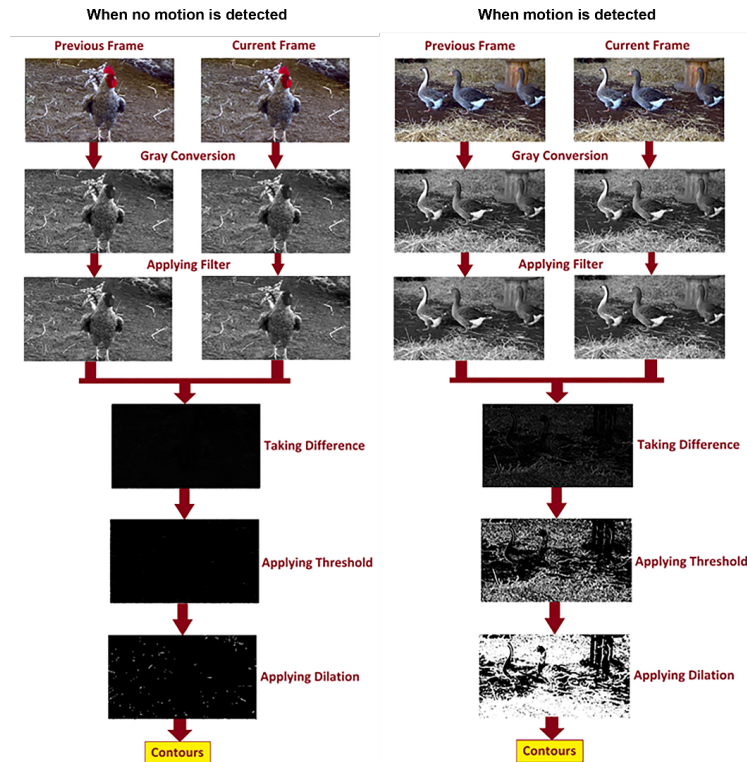 When no motion is detected
Previous Frame
Current Frame
Gray Conversion
Applying Filter
Taking Difference
Applying Threshold
Applying Dilation
Contours
When motion is detected
Previous Frame
Current Frame
Gray Conversion
Applying Filter
Taking Difference
Applying Threshold
Applying Dilation
Contours